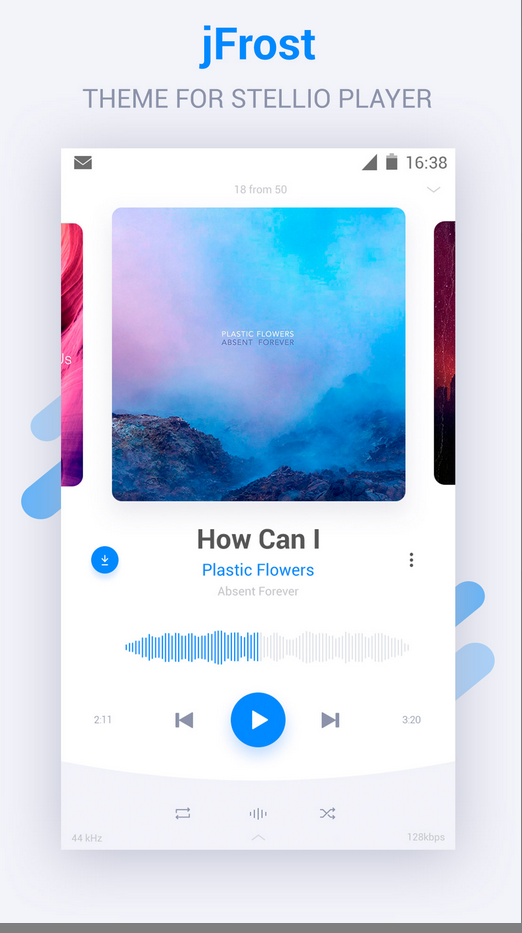 jFrost
THEME FOR STELLIO PLAYER
16:38
18 from 50
PLASTIC FLOWERS
ABSENT FOREVER
Us
How Can I
Plastic Flowers
Absent Forever
2:11
3:20
44 kHz
128kbps